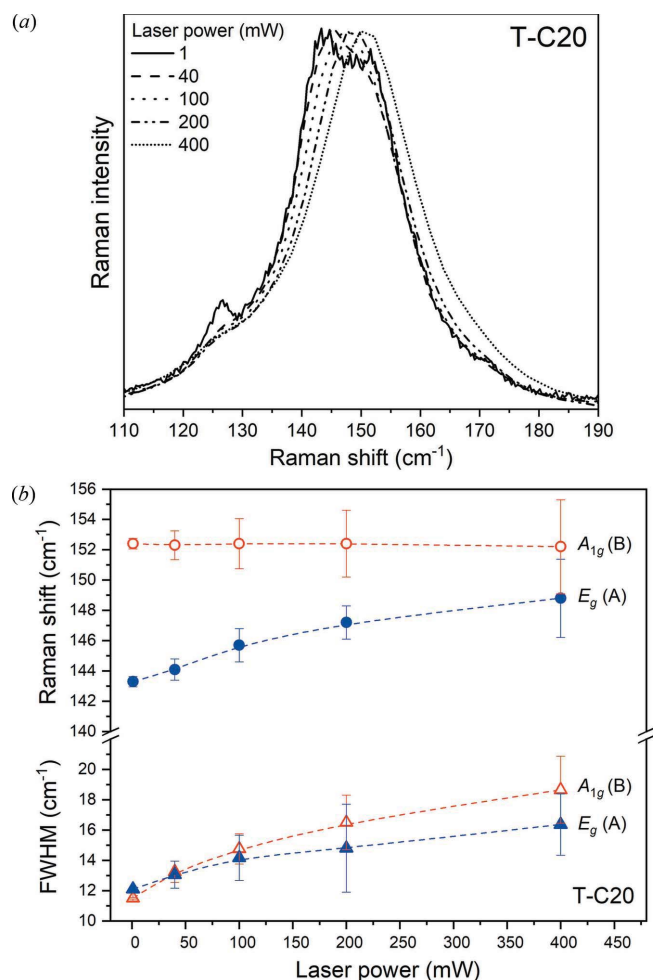 (a)
Laser power (mW)
T-C20
1
40
100
200
400
Raman intensity
110 120 130 140 150 160 170 180 190
Raman shift (cm⁻¹)
(b)
156
154
152
150
148
146
144
142
140
Raman shift (cm⁻¹)
A₁g (B)
Eg (A)
20
18
16
14
12
10
FWHM (cm⁻¹)
A₁g (B)
Eg (A)
T-C20
0 50 100 150 200 250 300 350 400 450
Laser power (mW)